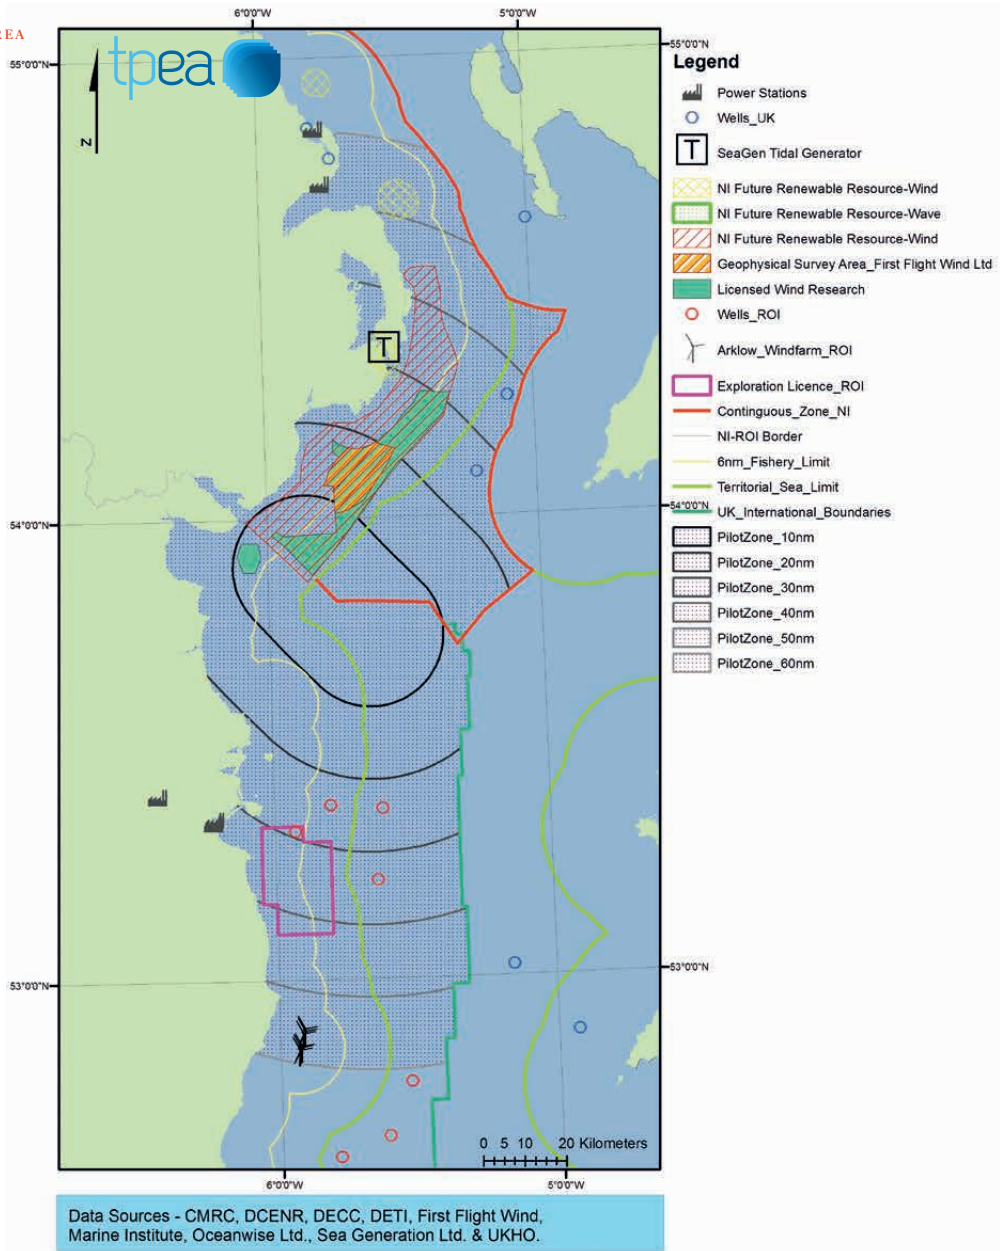 6°0'0"W
5°0'0"W
REA
tpea
55°0'0"N
55°0'0"N
N
Legend
Power Stations
Wells_UK
T
SeaGen Tidal Generator
NI Future Renewable Resource-Wind
NI Future Renewable Resource-Wave
NI Future Renewable Resource-Wind
Geophysical Survey Area_First Flight Wind Ltd
Licensed Wind Research
Wells_ROI
T
Arklow_Windfarm_ROI
Exploration Licence_ROI
Continguous_Zone_NI
NI-ROI Border
6nm_Fishery_Limit
Territorial_Sea_Limit
54°0'0"N
54°0'0"N
UK_International_Boundaries
PilotZone_10nm
PilotZone_20nm
PilotZone_30nm
PilotZone_40nm
PilotZone_50nm
PilotZone_60nm
53°0'0"N
53°0'0"N
0 5 10 20 Kilometers
6°0'0"W
5°0'0"W
Data Sources - CMRC, DCENR, DECC, DETI, First Flight Wind,
Marine Institute, Oceanwise Ltd., Sea Generation Ltd. & UKHO.